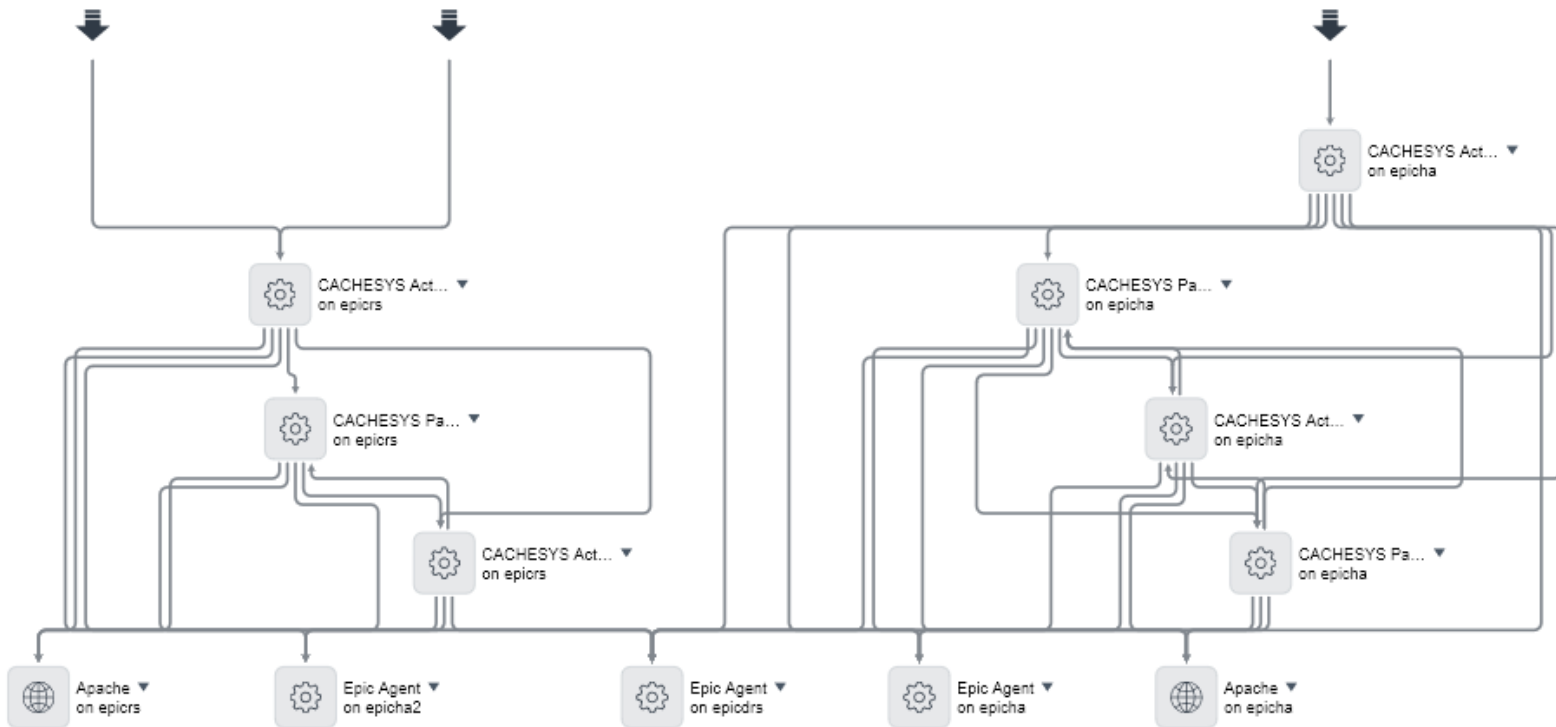 CACHESYS Act...
on epicha
CACHESYS Act...
on epicrs
CACHESYS Pa...
on epicha
CACHESYS Pa...
on epicrs
CACHESYS Act...
on epicha
CACHESYS Act...
on epicrs
CACHESYS Pa...
on epicha
Apache
on epicrs
Epic Agent
on epicha2
Epic Agent
on epicdrs
Epic Agent
on epicha
Apache
on epicha